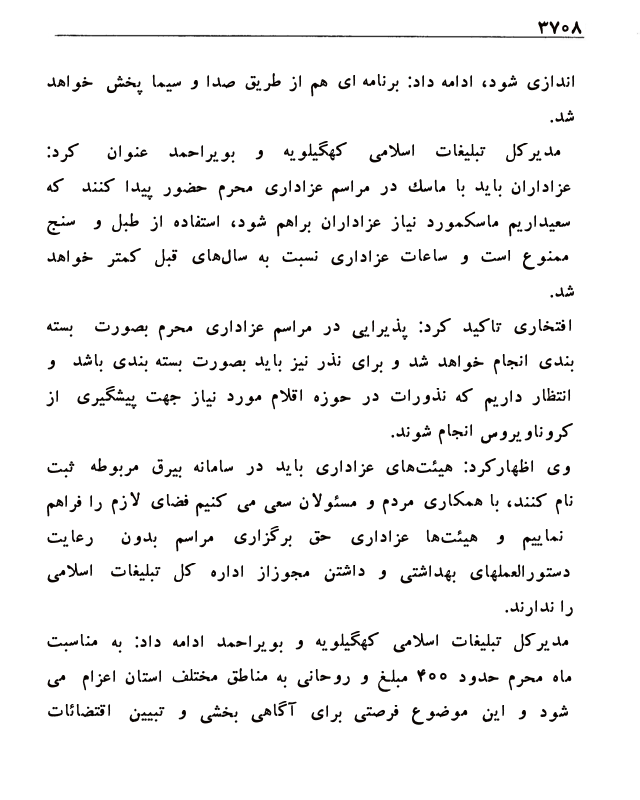 ۳۷۰۸
اندازی شود، ادامه داد: برنامه ای هم از طریق صدا و سیما پخش خواهد
شد.
مدیرکل تبلیغات اسلامی کهگیلویه و بویراحمد عنوان کرد:
عزاداران باید با ماسك در مراسم عزاداری محرم حضور پیدا کنند که
سعیداریم ماسکمورد نیاز عزاداران براهم شود، استفاده از طبل و سنج
ممنوع است و ساعات عزاداری نسبت به سال‌های قبل کمتر خواهد
شد.
افتخاری تاکید کرد: پذیرایی در مراسم عزاداری محرم بصورت بسته
بندی انجام خواهد شد و برای نذر نیز باید بصورت بسته بندی باشد و
انتظار داریم که نذورات در حوزه اقلام مورد نیاز جهت پیشگیری از
کروناویروس انجام شوند.
وی اظهارکرد: هیئت‌های عزاداری باید در سامانه بیرق مربوطه ثبت
نام کنند، با همکاری مردم و مسئولان سعی می کنیم فضای لازم را فراهم
نماییم و هیئت‌ها عزاداری حق برگزاری مراسم بدون رعایت
دستورالعملهای بهداشتی و داشتن مجوزاز اداره کل تبلیغات اسلامی
را ندارند.
مدیرکل تبلیغات اسلامی کهگیلویه و بویراحمد ادامه داد: به مناسبت
ماه محرم حدود ۴۰۰ مبلغ و روحانی به مناطق مختلف استان اعزام می
شود و این موضوع فرصتی برای آگاهی بخشی و تبیین اقتضائات